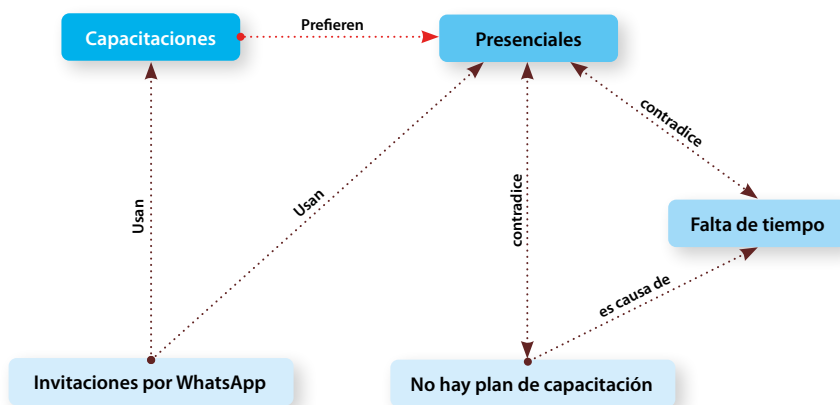 Prefieren
Capacitaciones
Presenciales
contradice
Usan
Usan
contradice
Falta de tiempo
es causa de
Invitaciones por WhatsApp
No hay plan de capacitación